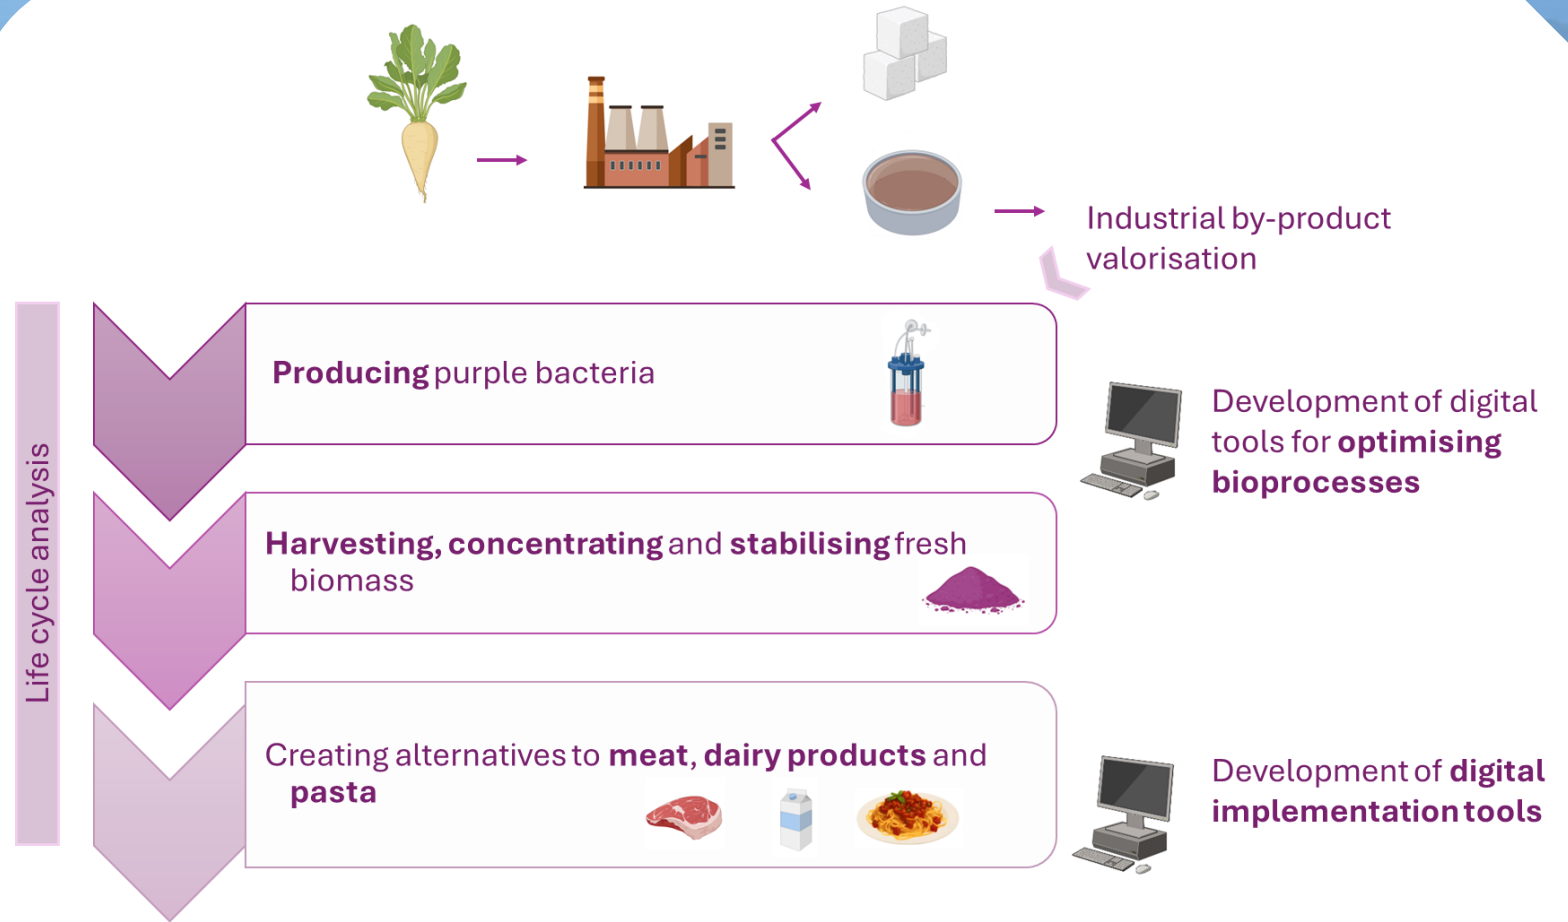 Industrial by-product
valorisation
Life cycle analysis
Producing purple bacteria
Development of digital
tools for optimising
bioprocesses
Harvesting, concentrating and stabilising fresh
biomass
Creating alternatives to meat, dairy products and
pasta
Development of digital
implementation tools